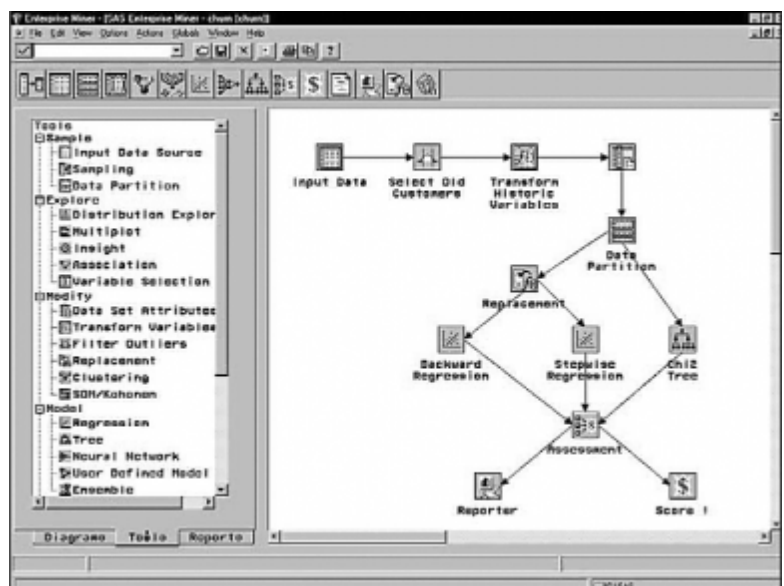 Enterprise Miner - [SAS Enterprise Miner - churn [churn]]
File Edit View Options Actions Globals Window Help
Tools
Sample
Input Data Source
Sampling
Data Partition
Explore
Distribution Explor
Multiplot
Insight
Association
Variable Selection
Modify
Data Set Attributes
Transform Variables
Filter Outliers
Replacement
Clustering
SOM/Kohonen
Model
Regression
Tree
Neural Network
User Defined Model
Ensemble
Diagrams Tools Reports
Input Data
Select Old
Customers
Transform
Historic
Variables
Data
Partition
Replacement
Backward
Regression
Stepwise
Regression
Chi2
Tree
Assessment
Reporter
Score !